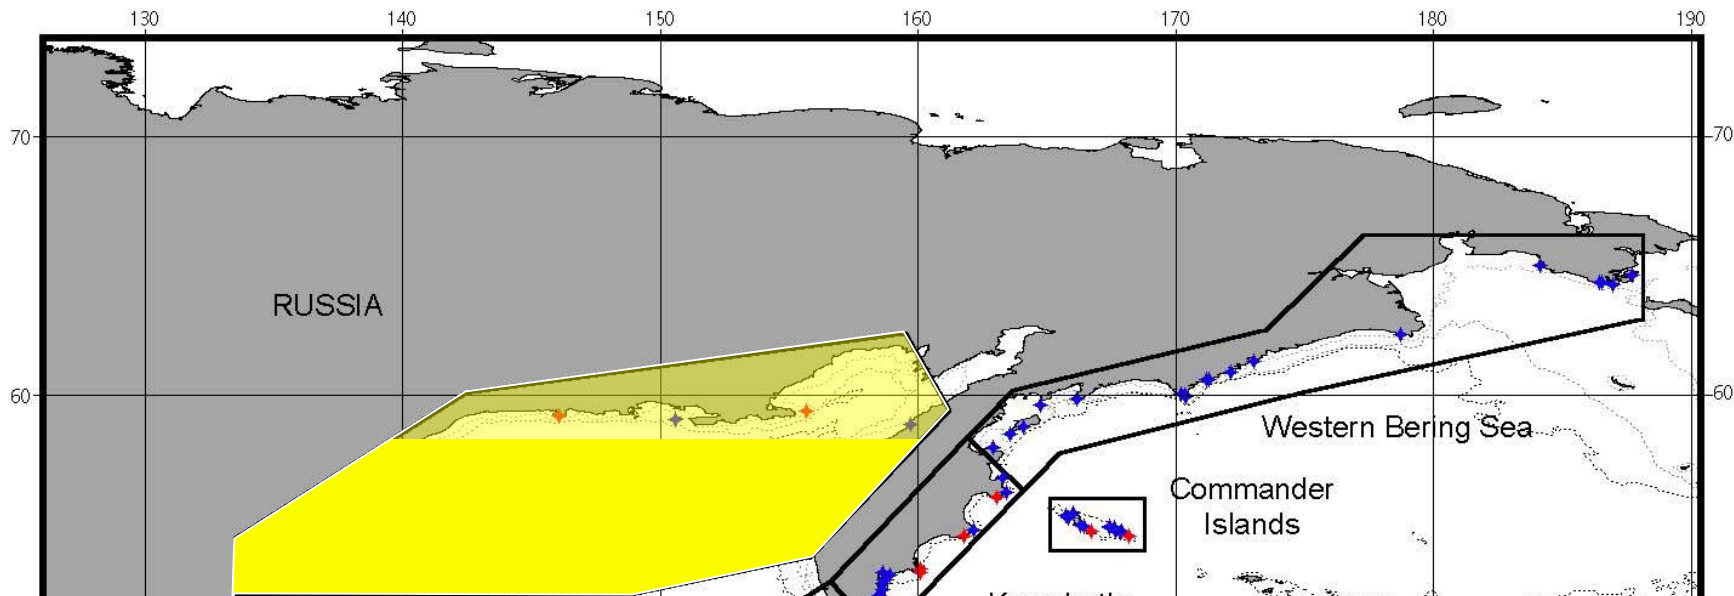 130 140 150 160 170 180 190
70 70
RUSSIA
60 60
Western Bering Sea
Commander
Islands